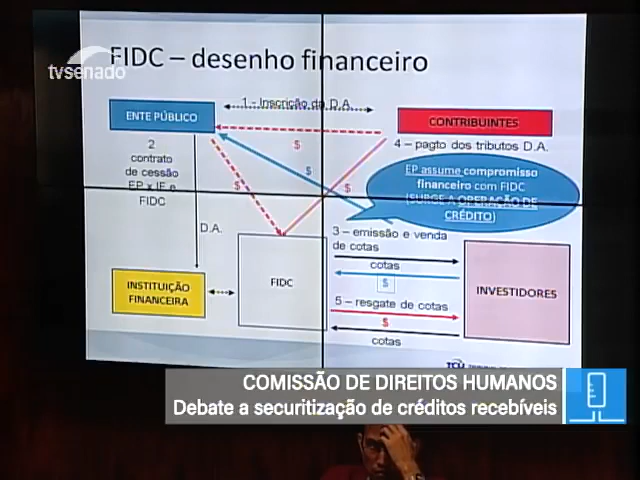 tvsenado
FIDC – desenho financeiro
1 - Inscrição da D.A.
ENTE PÚBLICO
CONTRIBUINTES
2
contrato
de cessão
EP x IF e
FIDC
$
4 – pagto dos tributos D.A.
$
$
$
EP assume compromisso
financeiro com FIDC
(SURGE A OPERAÇÃO DE
CRÉDITO)
D.A.
3 – emissão e venda
de cotas
cotas
$
INSTITUIÇÃO
FINANCEIRA
FIDC
INVESTIDORES
5 – resgate de cotas
$
cotas
TCU
COMISSÃO DE DIREITOS HUMANOS
Debate a securitização de créditos recebíveis